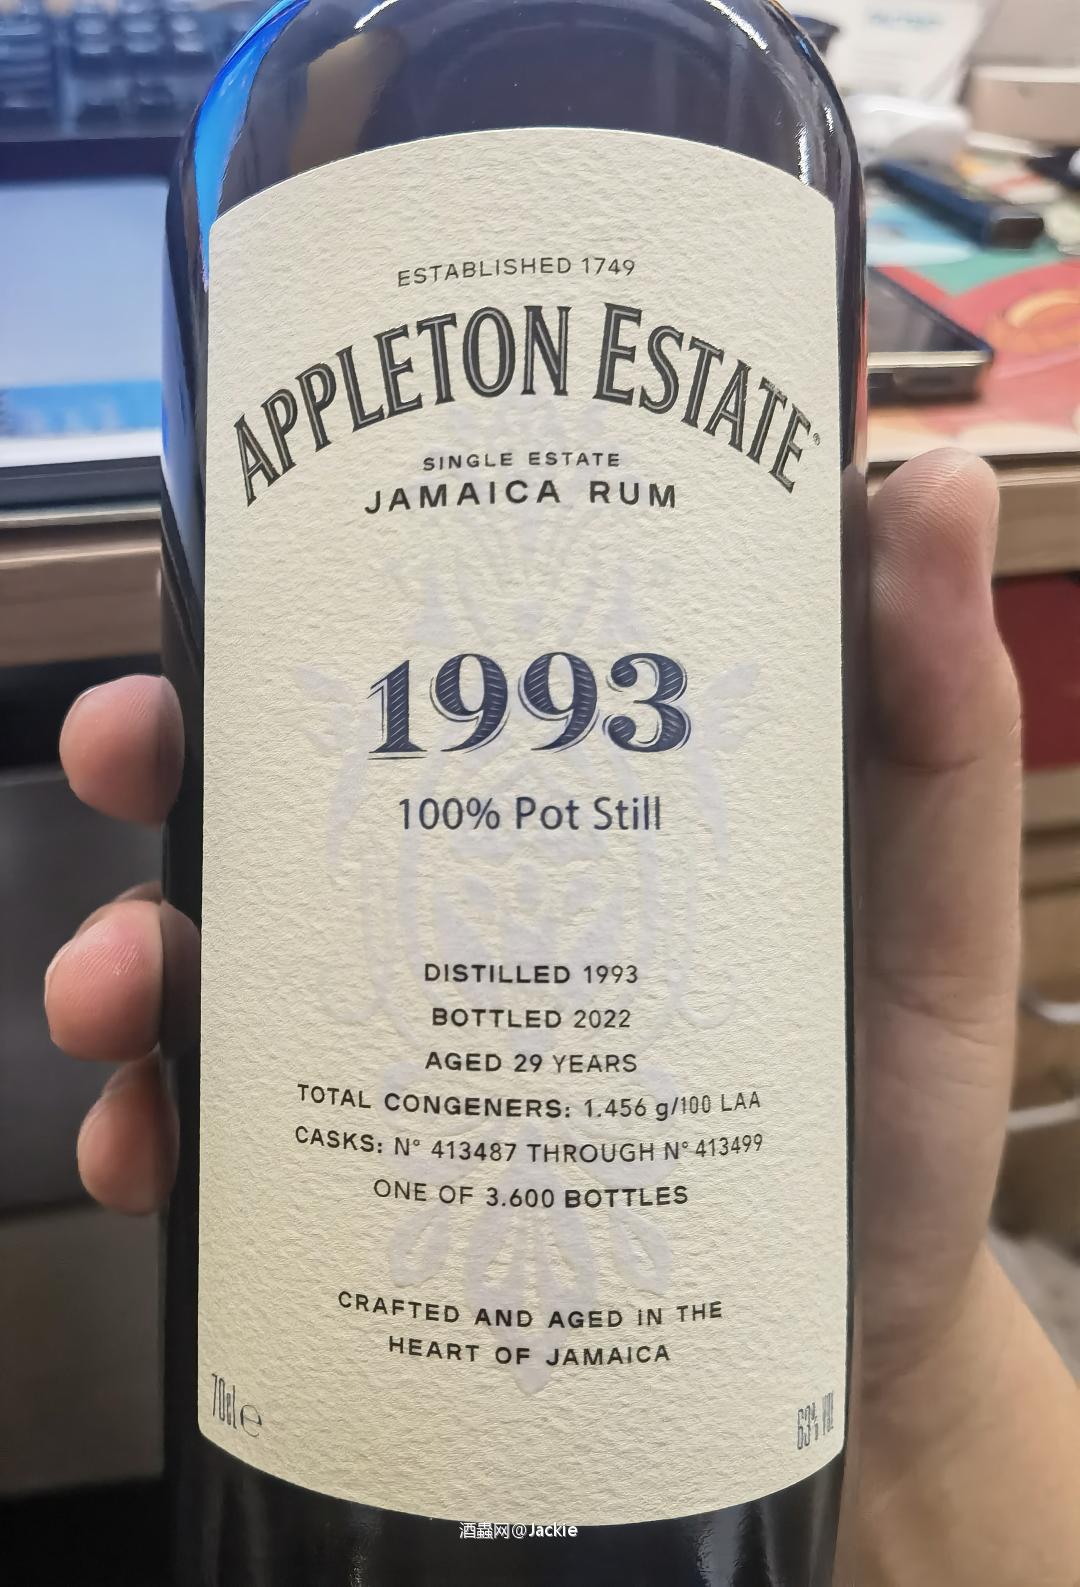 ESTABLISHED 1749
APPLETON ESTATE®
SINGLE ESTATE
JAMAICA RUM
1993
100% Pot Still
DISTILLED 1993
BOTTLED 2022
AGED 29 YEARS
TOTAL CONGENERS: 1.456 g/100 LAA
CASKS: N° 413487 THROUGH N° 413499
ONE OF 3.600 BOTTLES
CRAFTED AND AGED IN THE
HEART OF JAMAICA
70cl e
63% VOL
酒蟲网@Jackie